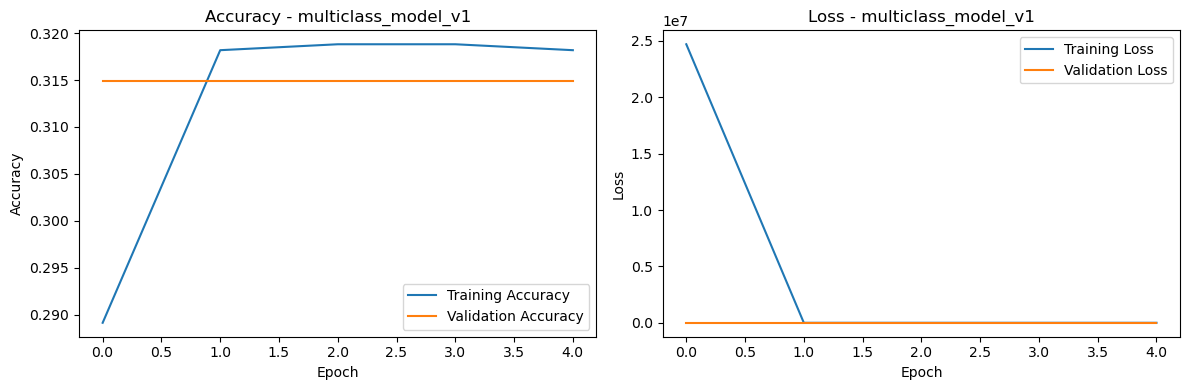 Accuracy - multiclass_model_v1
0.320
0.315
0.310
0.305
0.300
0.295
0.290
Accuracy
Training Accuracy
Validation Accuracy
0.0 0.5 1.0 1.5 2.0 2.5 3.0 3.5 4.0
Epoch
Loss - multiclass_model_v1
1e7
2.5
2.0
1.5
1.0
0.5
0.0
Loss
Training Loss
Validation Loss
0.0 0.5 1.0 1.5 2.0 2.5 3.0 3.5 4.0
Epoch